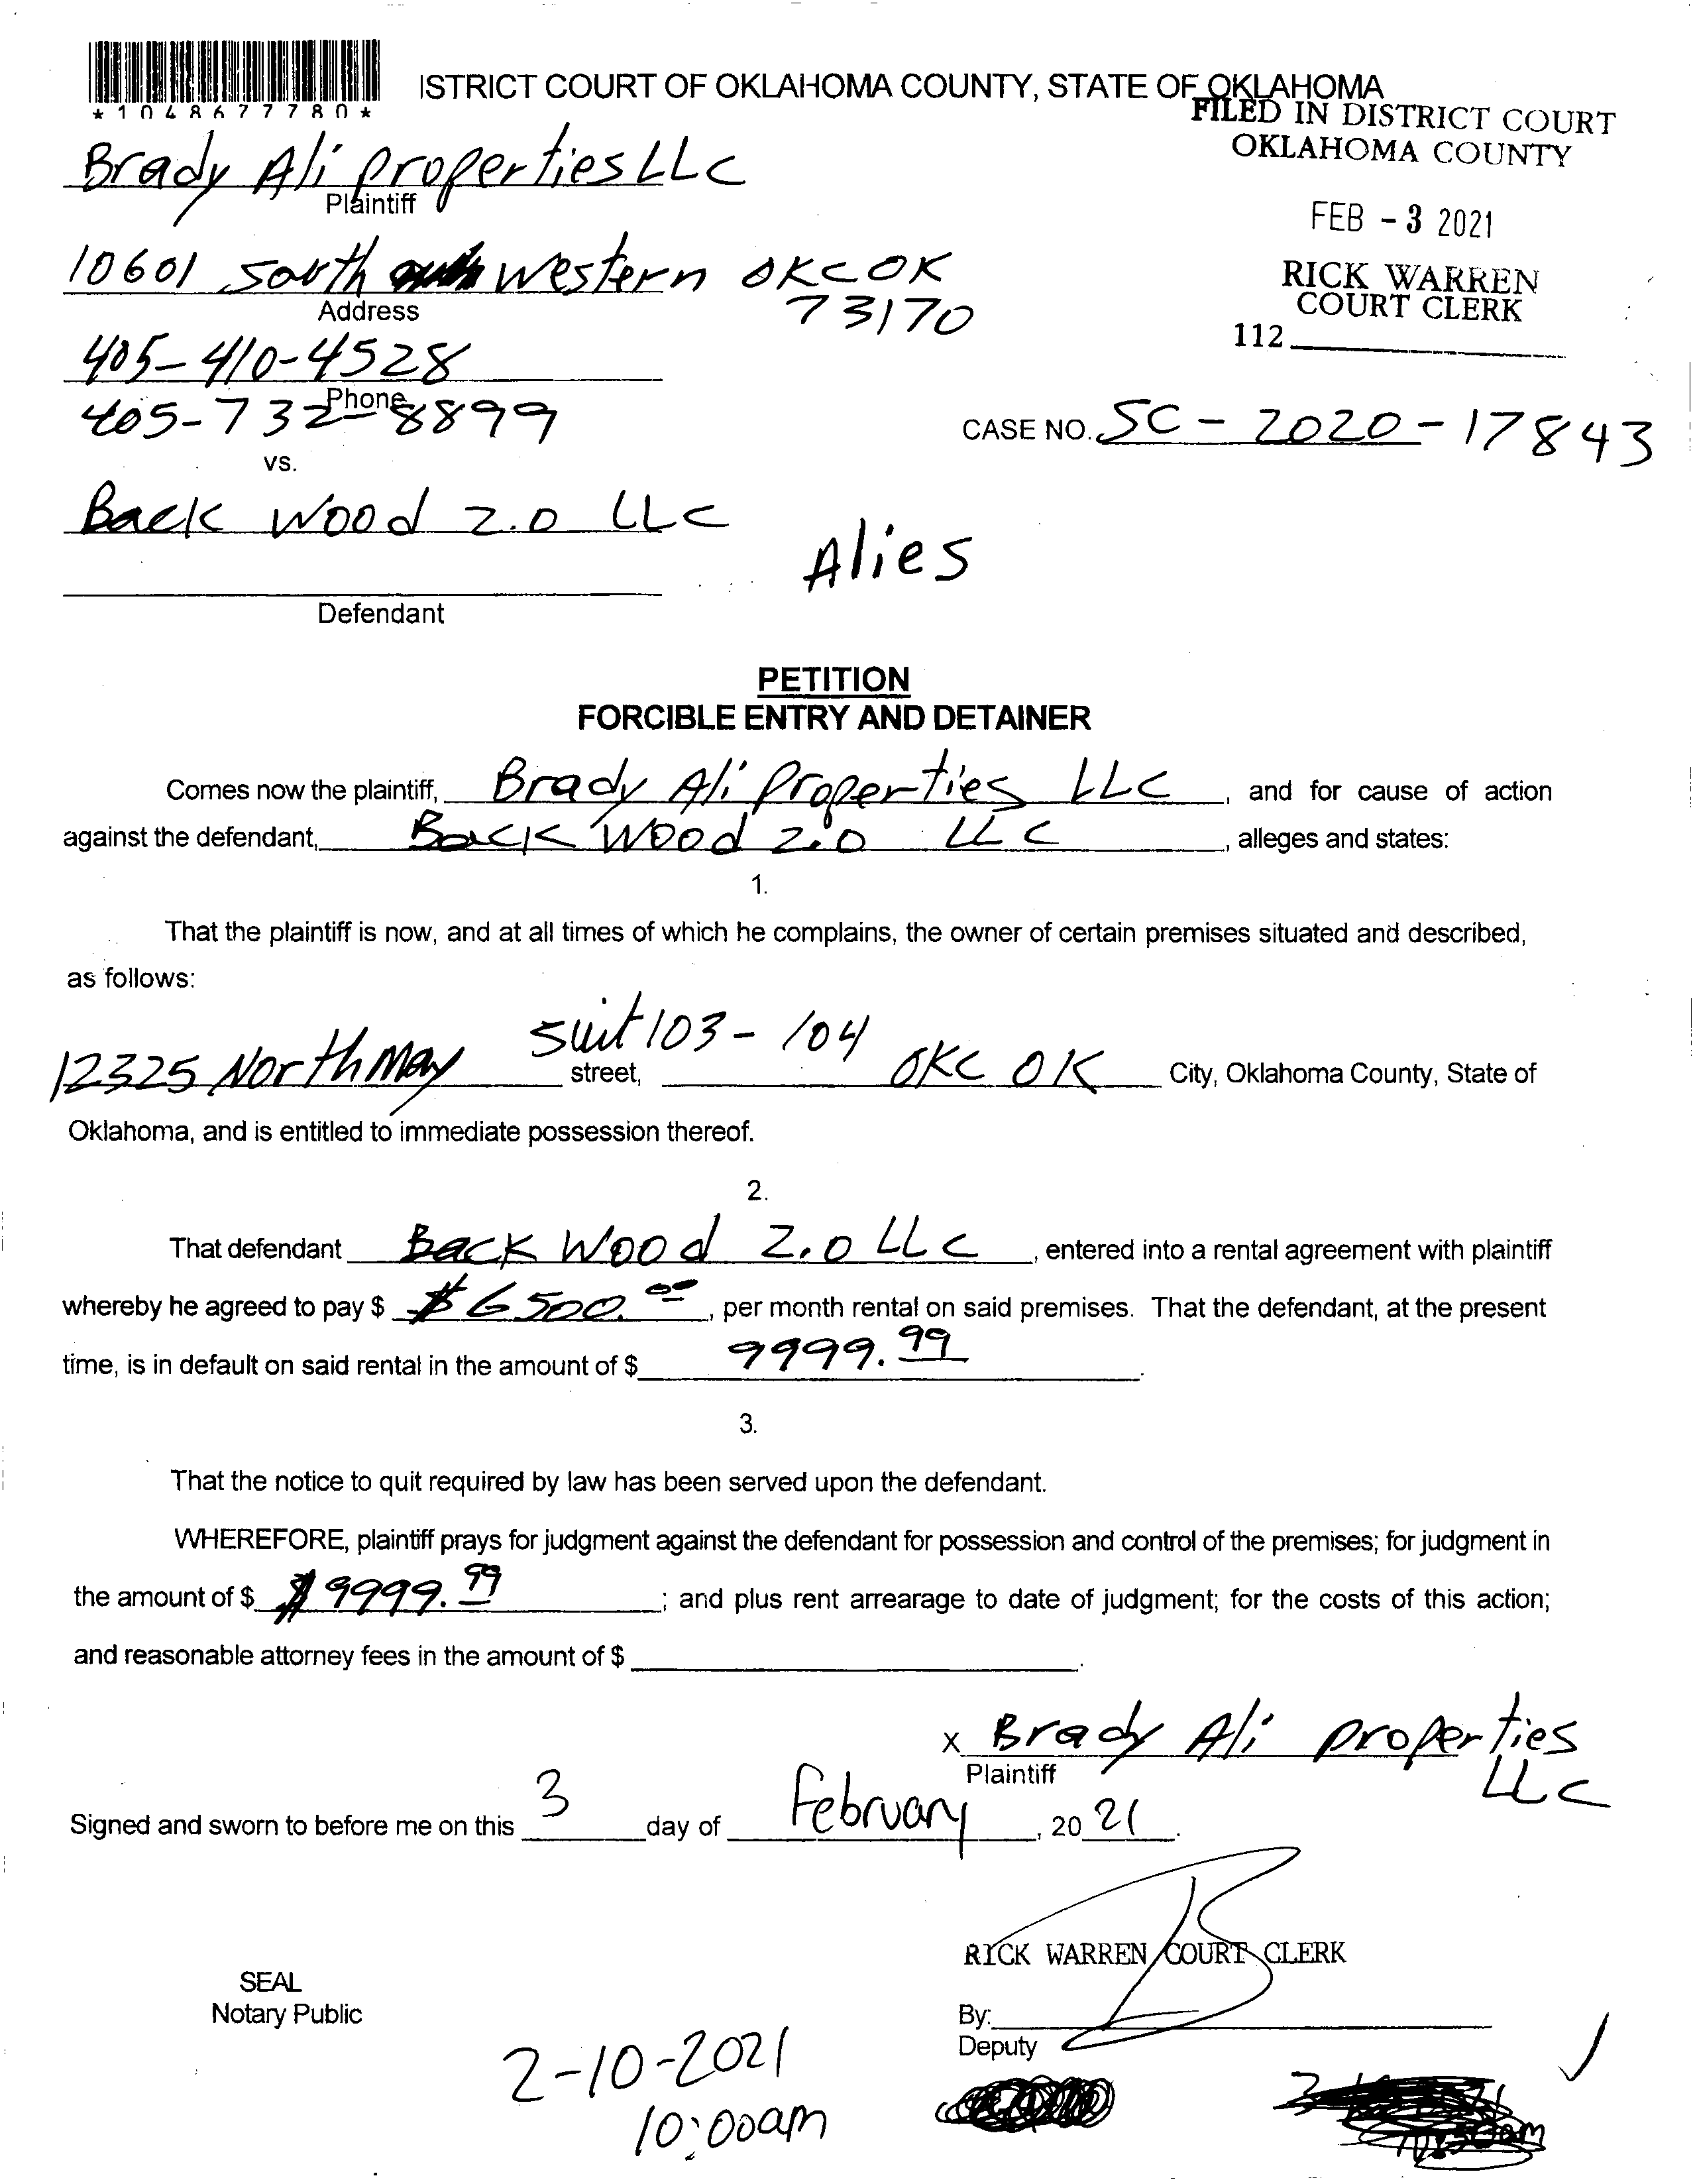 ISTRICT COURT OF OKLAHOMA COUNTY, STATE OF OKLAHOMA
*1048677780*
FILED IN DISTRICT COURT
OKLAHOMA COUNTY
FEB -3 2021
RICK WARREN
COURT CLERK
112
Brady Ali properties LLC
Plaintiff
10601 south western OKC OK
73170
Address
405-410-4528
Phone
405-732-8899
CASE NO. SC-2020-17843
vs.
Back Wood 2.0 LLC
Alies
Defendant
PETITION
FORCIBLE ENTRY AND DETAINER
Comes now the plaintiff, Brady Ali Properties LLC, and for cause of action
against the defendant, Back Wood 2.0 LLC, alleges and states:
1.
That the plaintiff is now, and at all times of which he complains, the owner of certain premises situated and described,
as follows:
suit 103-104
12325 North May street, OKC OK City, Oklahoma County, State of
Oklahoma, and is entitled to immediate possession thereof.
2.
That defendant Back Wood 2.0 LLC, entered into a rental agreement with plaintiff
whereby he agreed to pay $ $6500.00, per month rental on said premises. That the defendant, at the present
time, is in default on said rental in the amount of $ 9999.99.
3.
That the notice to quit required by law has been served upon the defendant.
WHEREFORE, plaintiff prays for judgment against the defendant for possession and control of the premises; for judgment in
the amount of $ $9999.99; and plus rent arrearage to date of judgment; for the costs of this action;
and reasonable attorney fees in the amount of $ .
x Brady Ali properties
LLC
Plaintiff
Signed and sworn to before me on this 3 day of February, 2021.
RICK WARREN COURT CLERK
SEAL
Notary Public
By:
Deputy
2-10-2021
10:00am